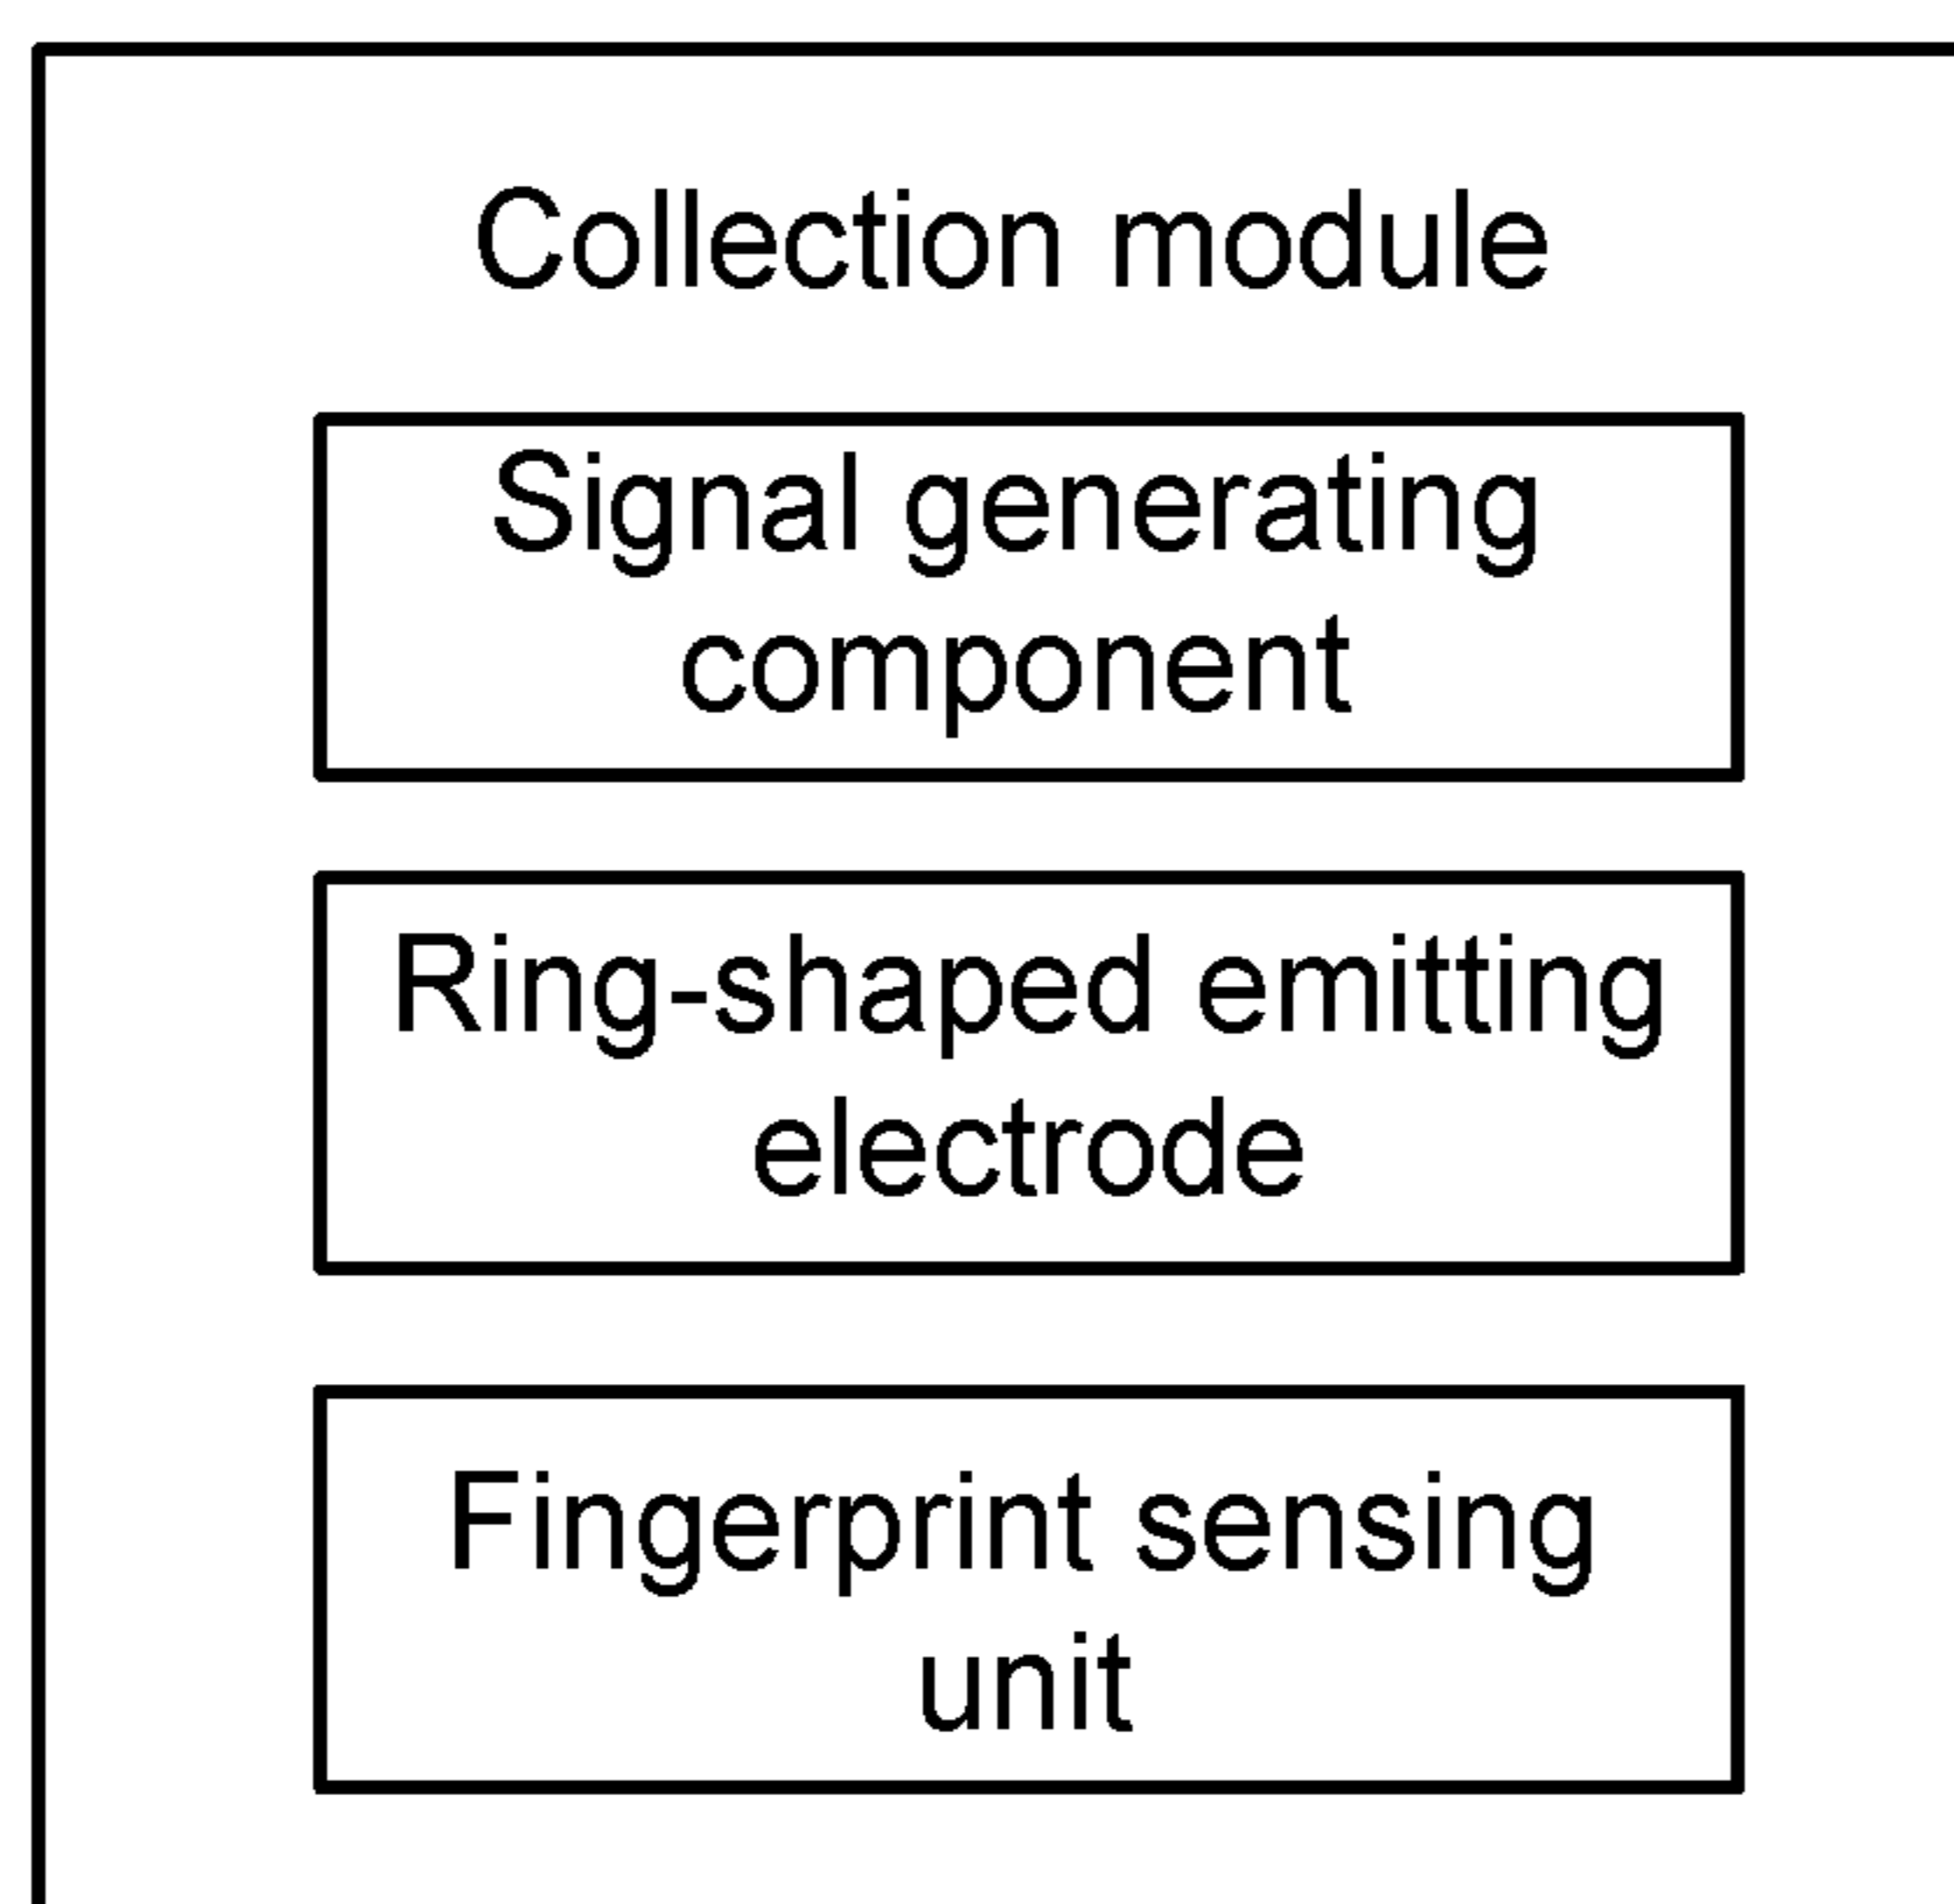 Collection module
Signal generating
component
Ring-shaped emitting
electrode
Fingerprint sensing
unit